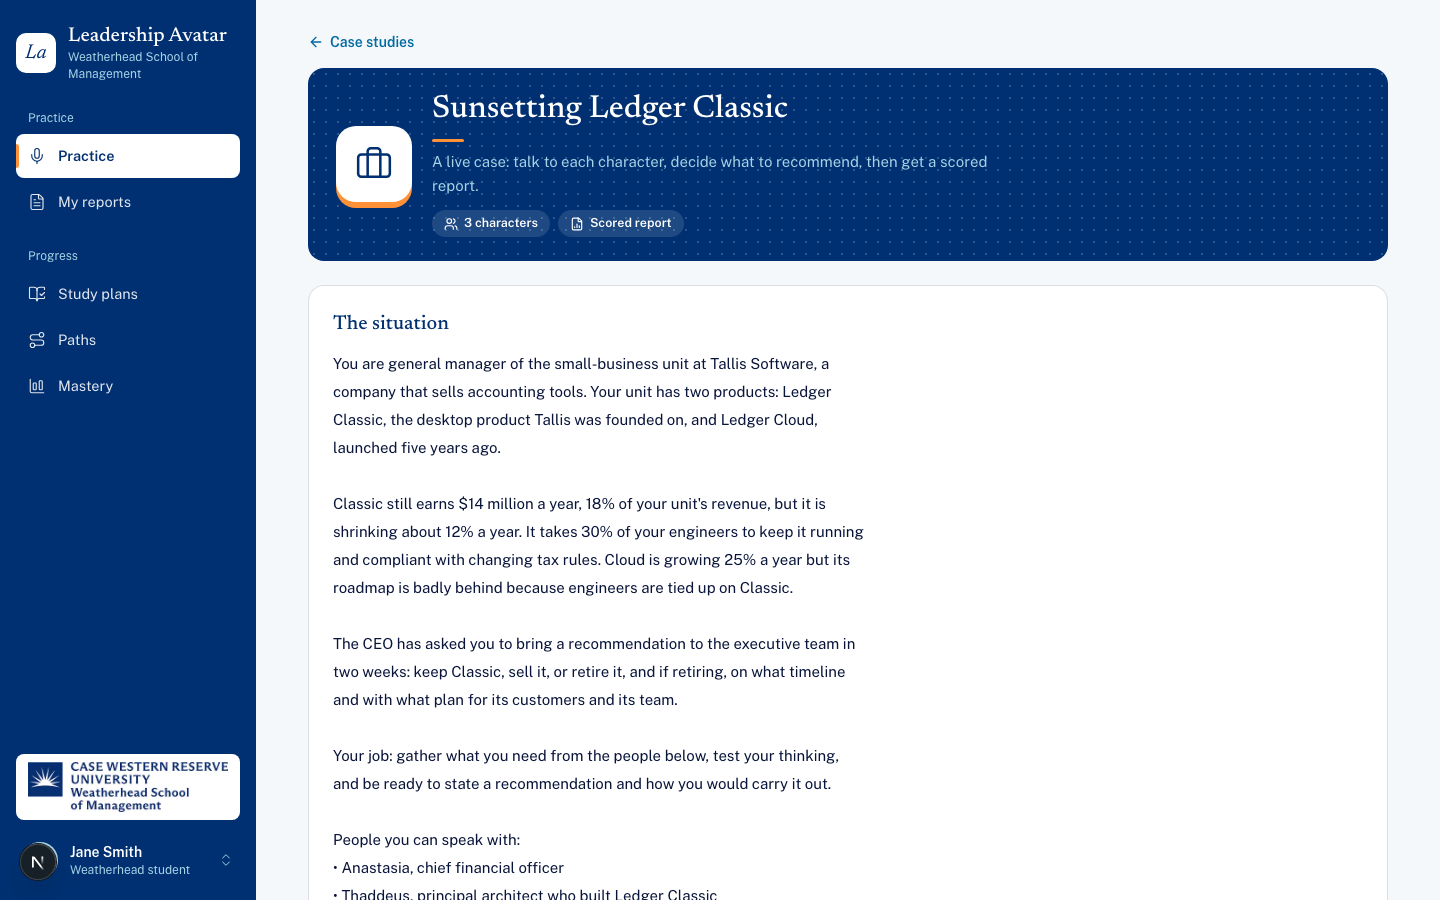 La
Leadership Avatar
Weatherhead School of
Management
Practice
Practice
My reports
Progress
Study plans
Paths
Mastery
CASE WESTERN RESERVE
UNIVERSITY
Weatherhead School
of Management
N
Jane Smith
Weatherhead student
Case studies
Sunsetting Ledger Classic
A live case: talk to each character, decide what to recommend, then get a scored
report.
3 characters
Scored report
The situation
You are general manager of the small-business unit at Tallis Software, a
company that sells accounting tools. Your unit has two products: Ledger
Classic, the desktop product Tallis was founded on, and Ledger Cloud,
launched five years ago.
Classic still earns $14 million a year, 18% of your unit's revenue, but it is
shrinking about 12% a year. It takes 30% of your engineers to keep it running
and compliant with changing tax rules. Cloud is growing 25% a year but its
roadmap is badly behind because engineers are tied up on Classic.
The CEO has asked you to bring a recommendation to the executive team in
two weeks: keep Classic, sell it, or retire it, and if retiring, on what timeline
and with what plan for its customers and its team.
Your job: gather what you need from the people below, test your thinking,
and be ready to state a recommendation and how you would carry it out.
People you can speak with:
• Anastasia, chief financial officer
• Thaddeus, principal architect who built Ledger Classic